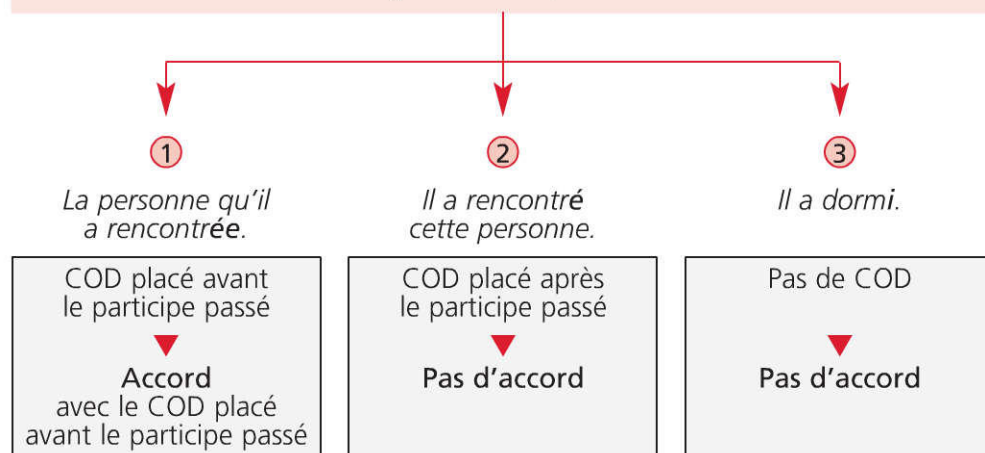 1
La personne qu'il
a rencontrée.
COD placé avant
le participe passé
Accord
avec le COD placé
avant le participe passé
2
Il a rencontré
cette personne.
COD placé après
le participe passé
Pas d'accord
3
Il a dormi.
Pas de COD
Pas d'accord